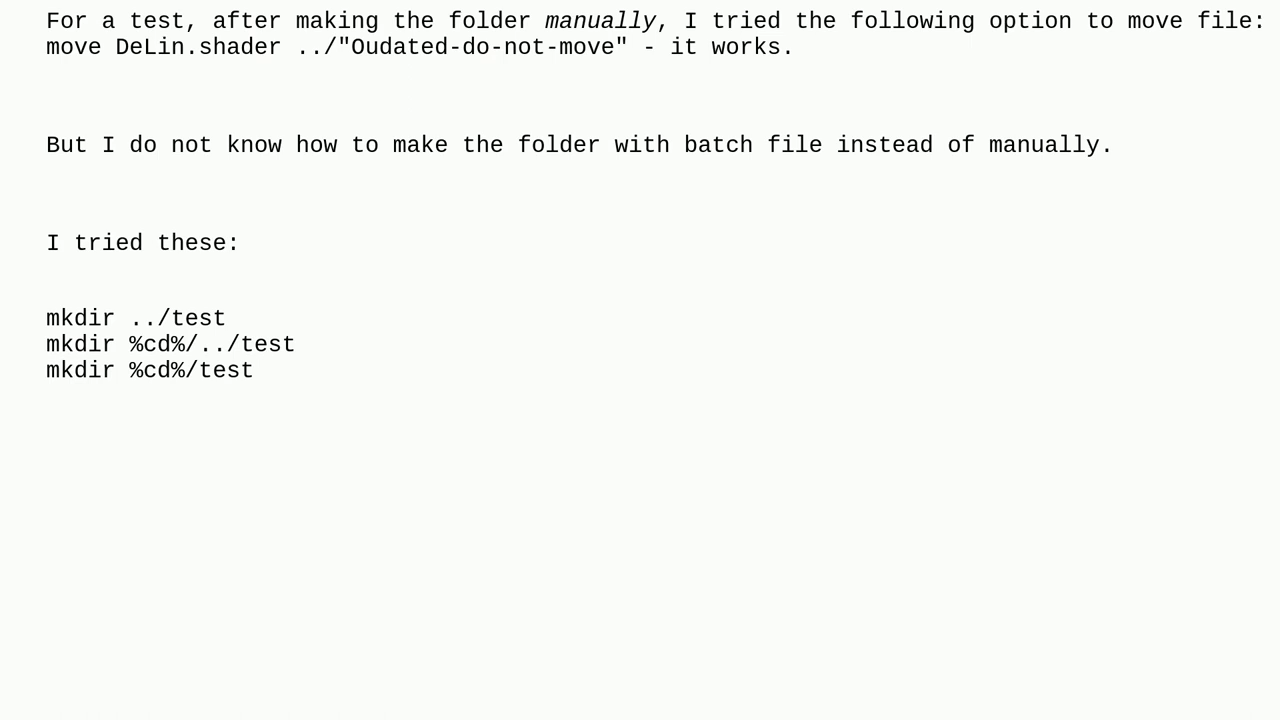 For a test, after making the folder manually, I tried the following option to move file:
move DeLin.shader ../"Oudated-do-not-move" - it works.
But I do not know how to make the folder with batch file instead of manually.
I tried these:
mkdir ../test
mkdir %cd%/../test
mkdir %cd%/test